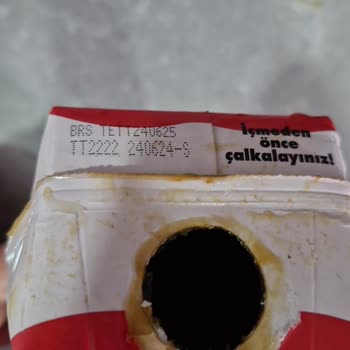 BRS TETT240625
TT2222 240624-S
İçmeden
önce
çalkalayınız!